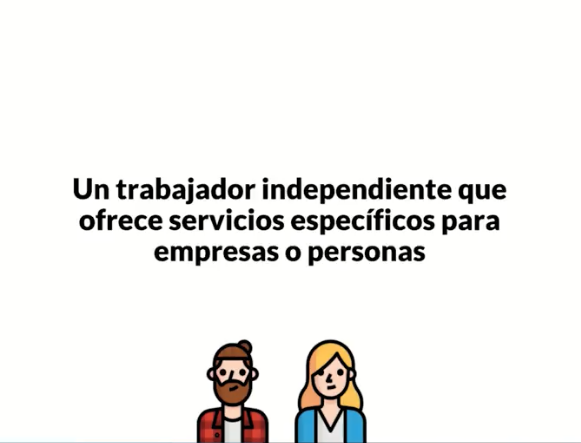 Un trabajador independiente que
ofrece servicios específicos para
empresas o personas